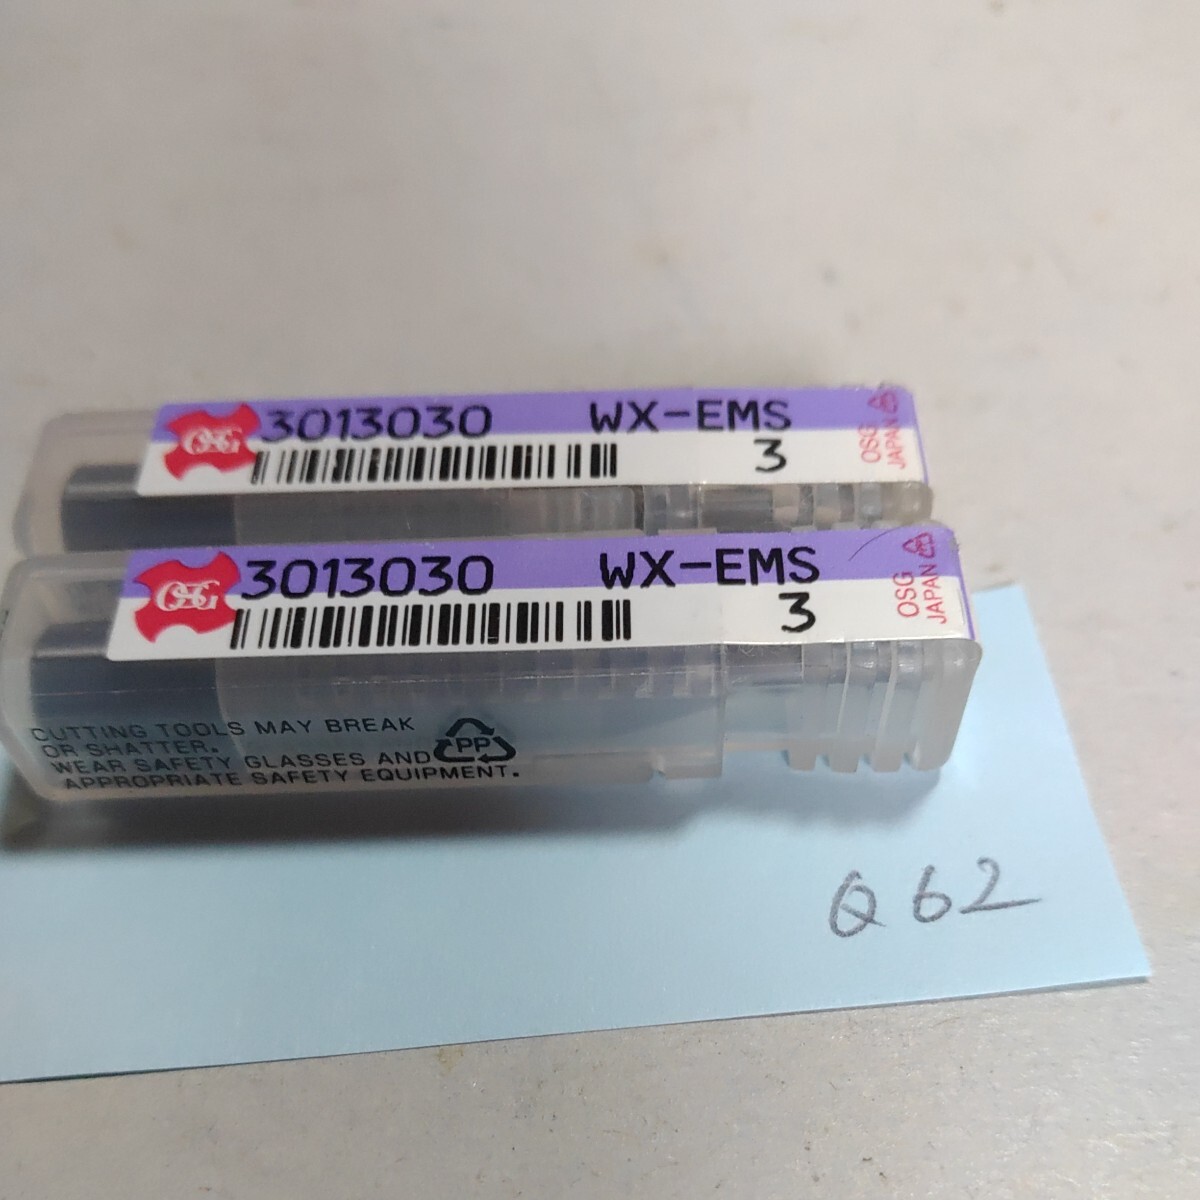 OSG 3013030 WX-EMS
3
OSG
JAPAN
OSG 3013030 WX-EMS
3
OSG
JAPAN
CUTTING TOOLS MAY BREAK
OR SHATTER.
WEAR SAFETY GLASSES AND
APPROPRIATE SAFETY EQUIPMENT.
PP
Q62